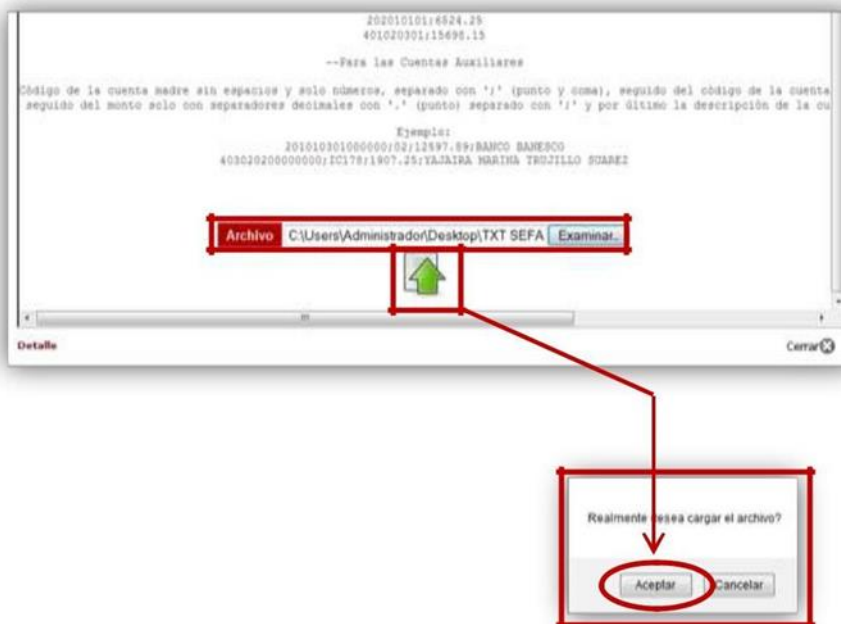 202010101;6524.25
401020301;15698.15
--Para las Cuentas Auxiliares
Código de la cuenta madre sin espacios y solo números, separado con ';' (punto y coma), seguido del código de la cuenta
seguido del monto solo con separadores decimales con '.' (punto) separado con ';' y por último la descripción de la cu
Ejemplo:
201010301000000;02;12597.89;BANCO BANESCO
403020200000000;IC178;1907.25;YAJAIRA MARINA TRUJILLO SUAREZ
Archivo C:\Users\Administrador\Desktop\TXT SEFA Examinar..
Detalle Cerrar
Realmente desea cargar el archivo?
Aceptar Cancelar